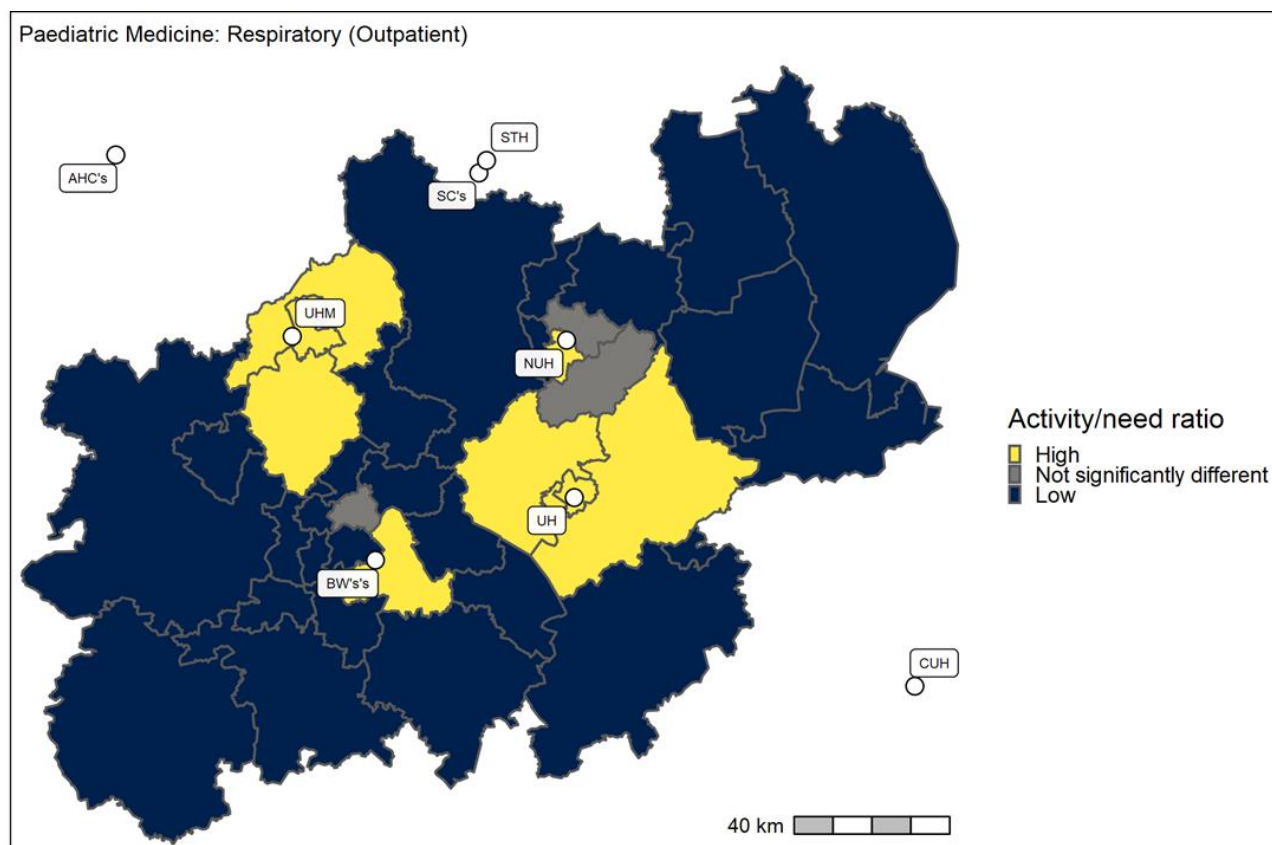 Paediatric Medicine: Respiratory (Outpatient)
STH
AHC's
SC's
UHM
NUH
Activity/need ratio
High
Not significantly different
Low
UH
BW's's
CUH
40 km